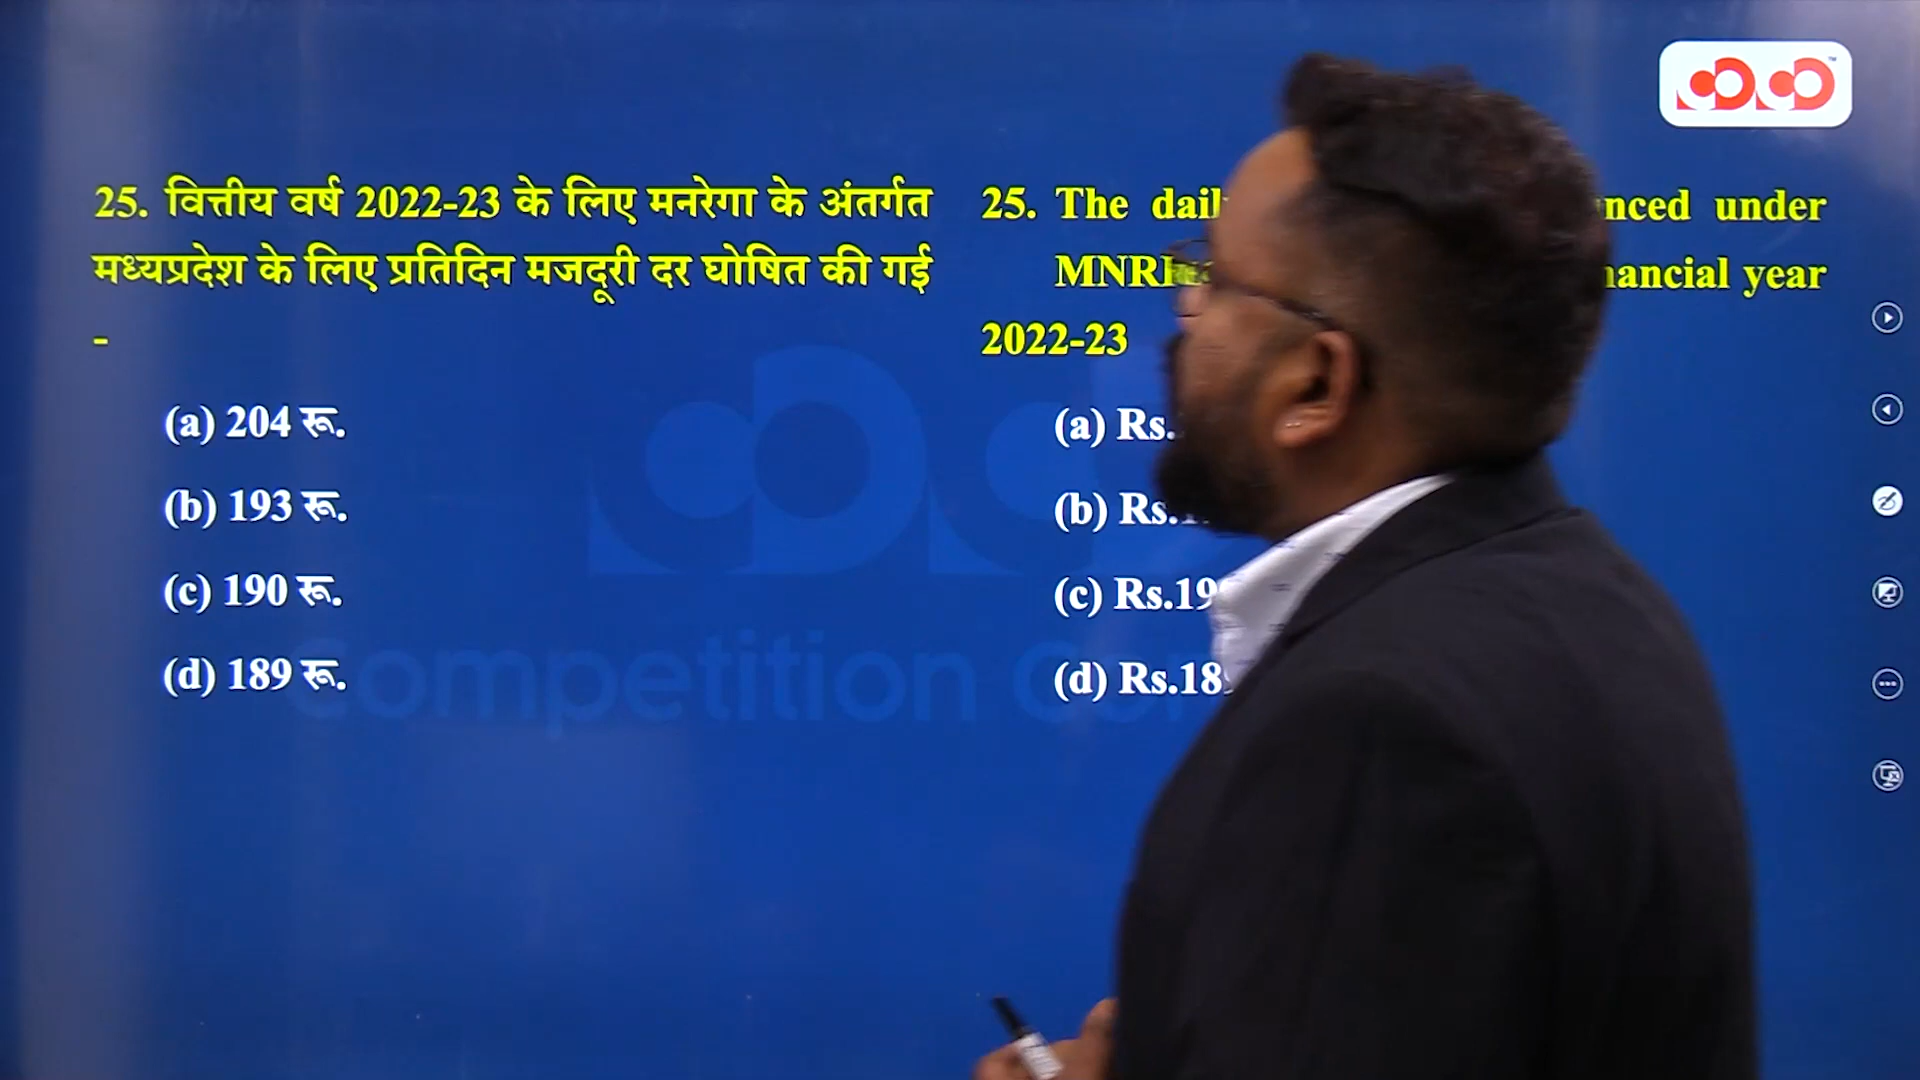 25. वित्तीय वर्ष 2022-23 के लिए मनरेगा के अंतर्गत
मध्यप्रदेश के लिए प्रतिदिन मजदूरी दर घोषित की गई
-
(a) 204 रू.
(b) 193 रू.
(c) 190 रू.
(d) 189 रू.
25. The under
year
2022-23
(a) Rs.
(b) Rs.
(c) Rs.
(d) Rs.
Competition